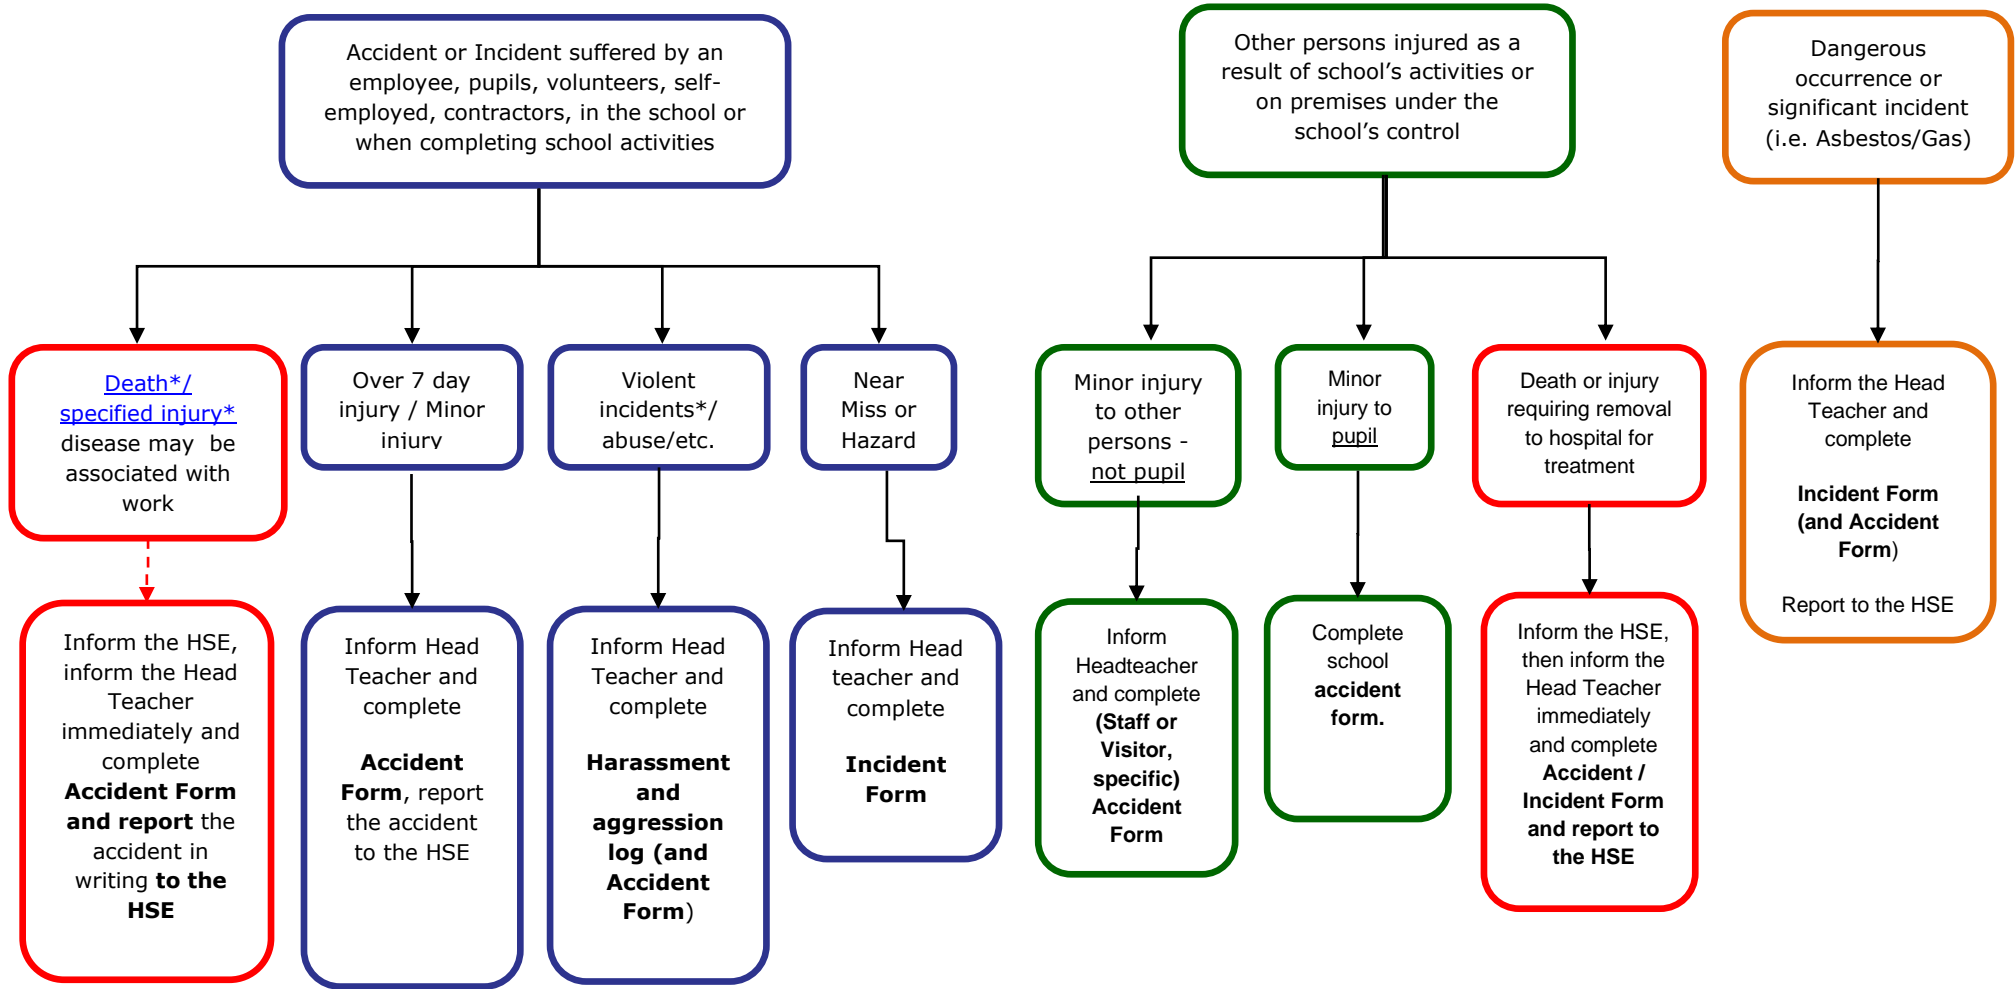 Accident or Incident suffered by an
employee, pupils, volunteers, self-
employed, contractors, in the school or
when completing school activities
Other persons injured as a
result of school's activities or
on premises under the
school's control
Dangerous
occurrence or
significant incident
(i.e. Asbestos/Gas)
Death*/
specified injury*
disease may be
associated with
work
Over 7 day
injury / Minor
injury
Violent
incidents*/
abuse/etc.
Near
Miss or
Hazard
Minor injury
to other
persons -
not pupil
Minor
injury to
pupil
Death or injury
requiring removal
to hospital for
treatment
Inform the Head
Teacher and
complete
Incident Form
(and Accident
Form)
Report to the HSE
Inform the HSE,
inform the Head
Teacher
immediately and
complete
Accident Form
and report the
accident in
writing to the
HSE
Inform Head
Teacher and
complete
Accident
Form, report
the accident
to the HSE
Inform Head
Teacher and
complete
Harassment
and
aggression
log (and
Accident
Form)
Inform Head
teacher and
complete
Incident
Form
Inform
Headteacher
and complete
(Staff or
Visitor,
specific)
Accident
Form
Complete
school
accident
form.
Inform the HSE,
then inform the
Head Teacher
immediately
and complete
Accident /
Incident Form
and report to
the HSE